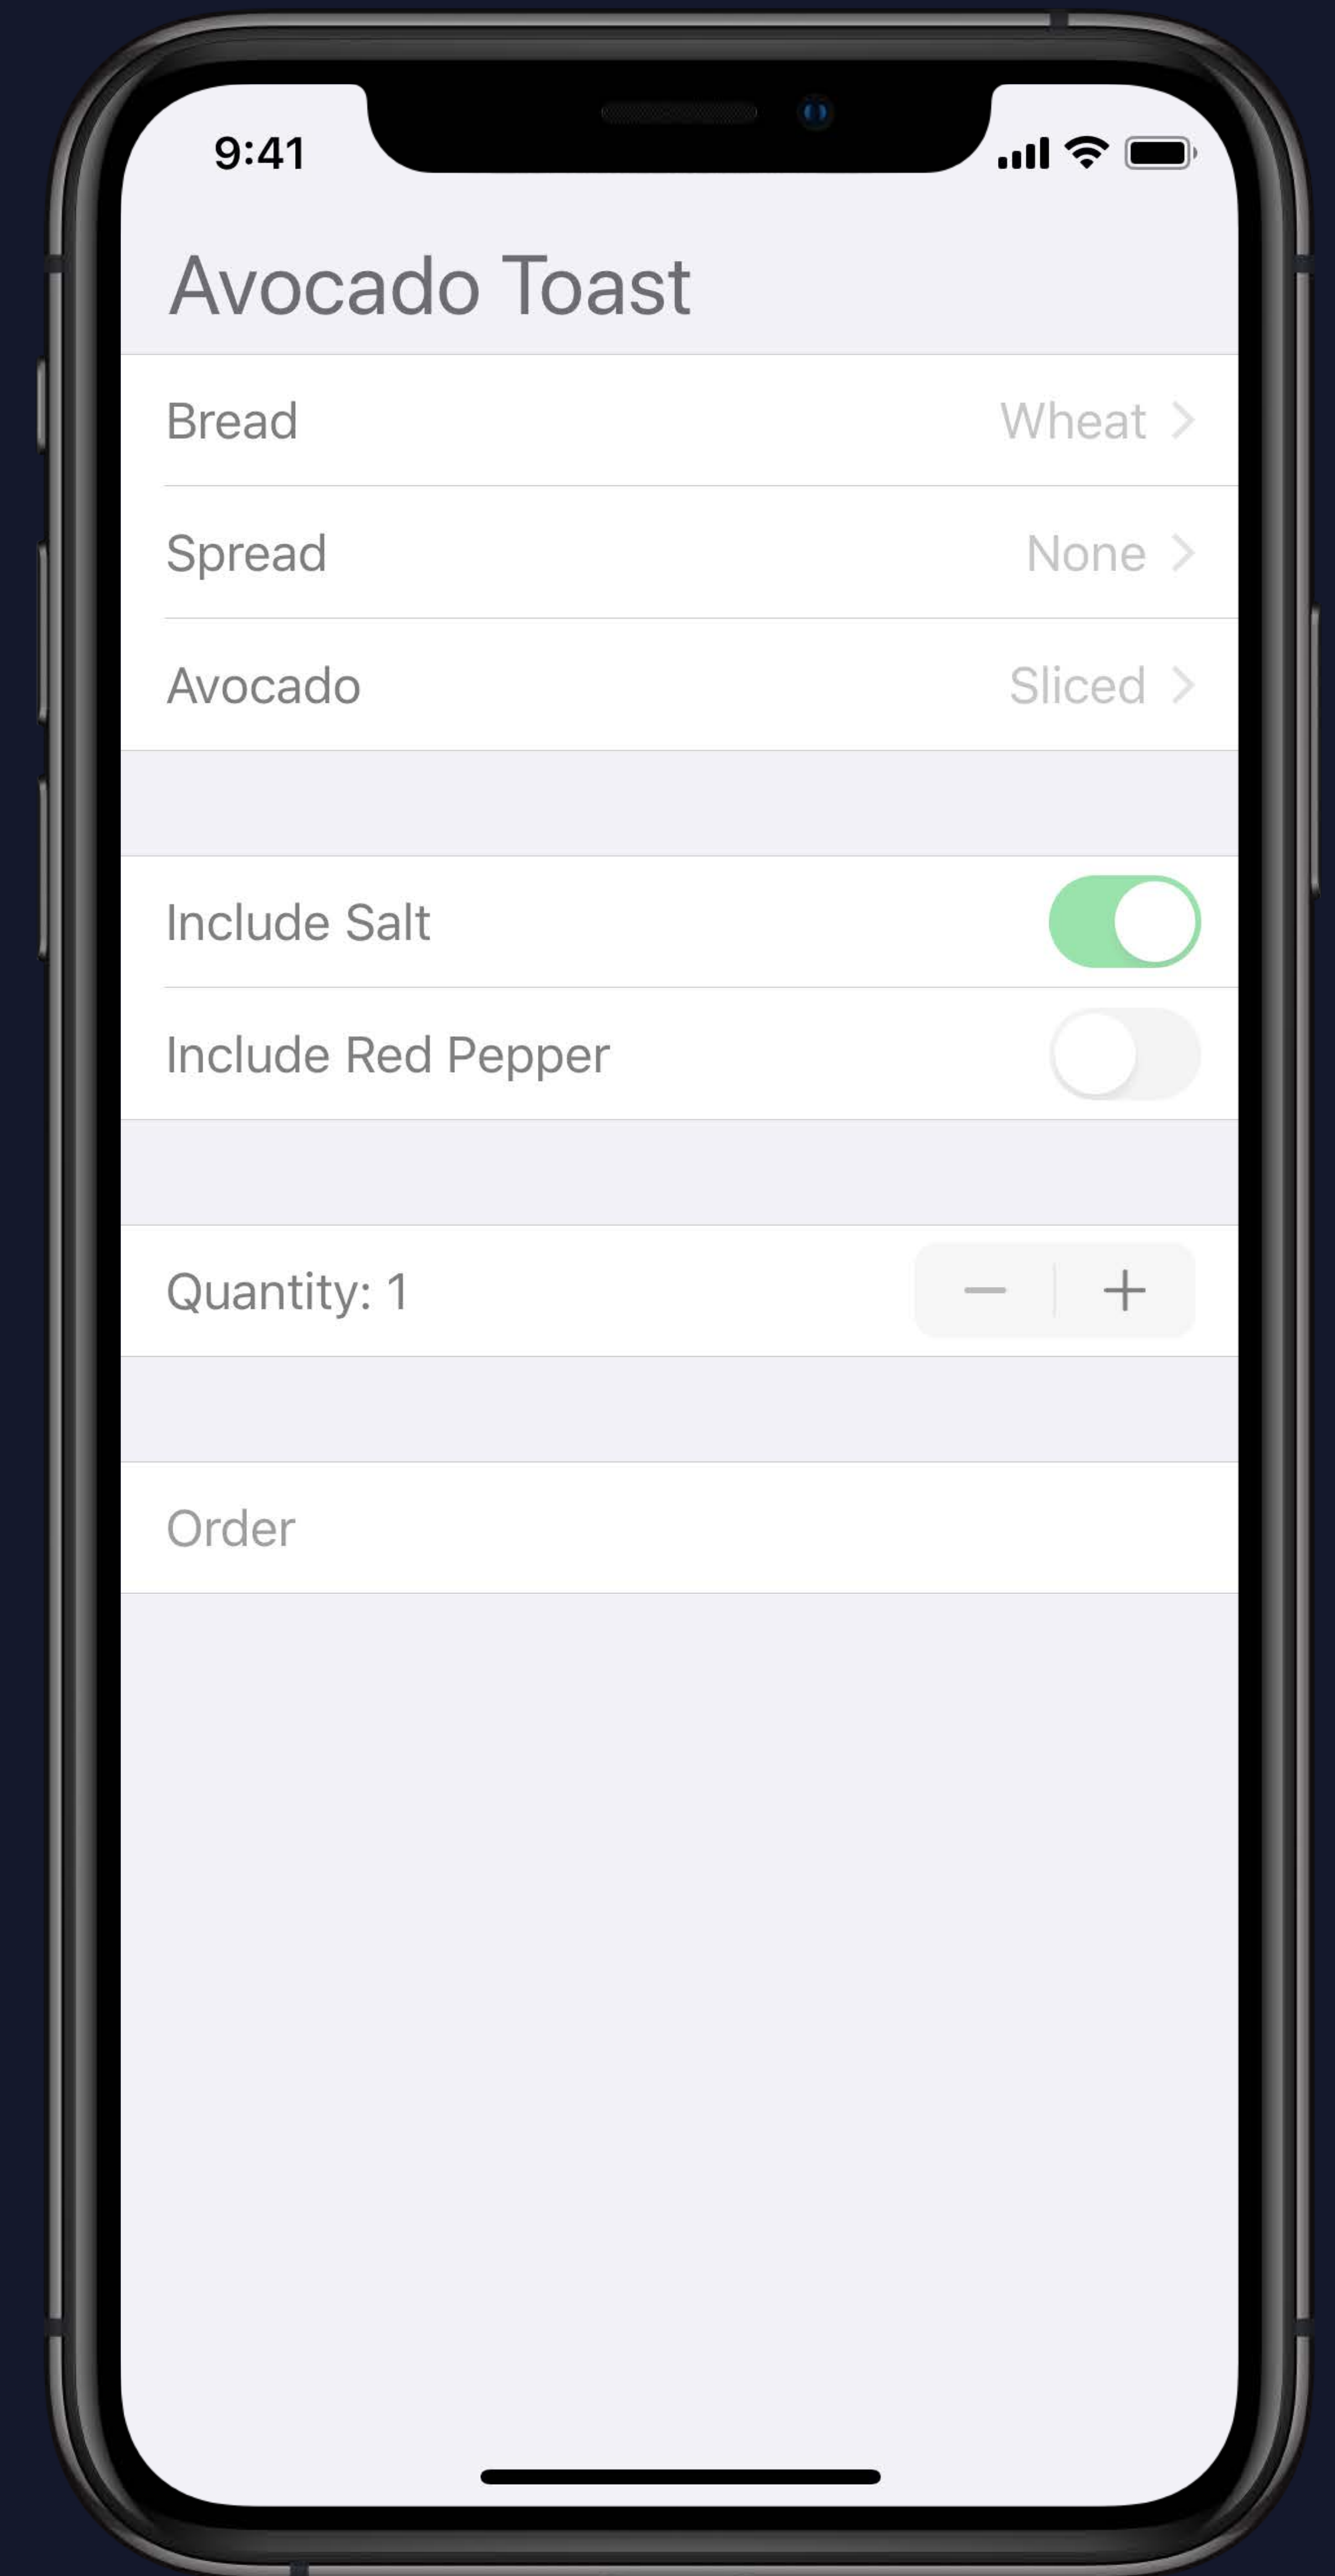 9:41
Avocado Toast
Bread Wheat
Spread None
Avocado Sliced
Include Salt
Include Red Pepper
Quantity: 1
Order